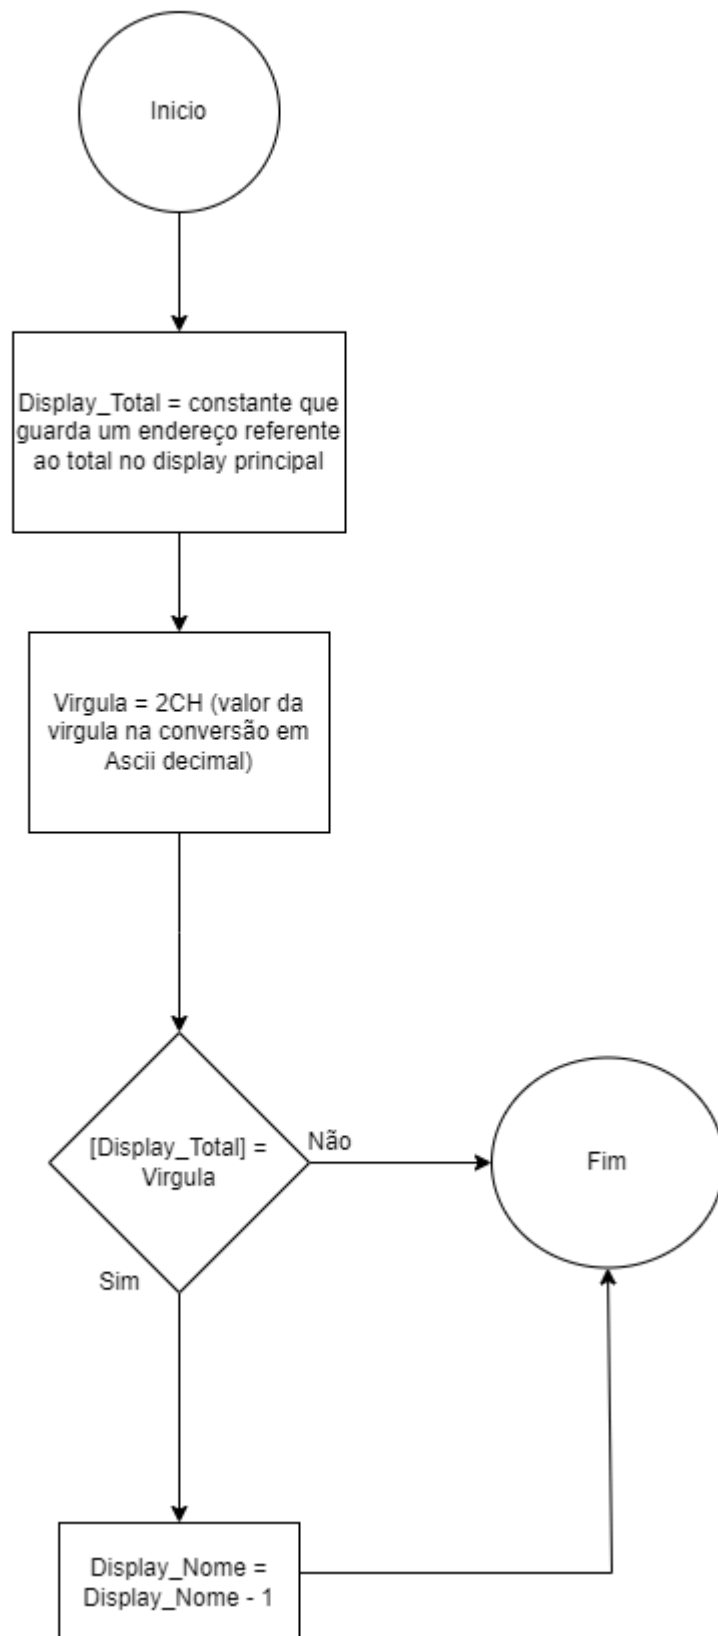 Inicio
Display_Total = constante que
guarda um endereço referente
ao total no display principal
Virgula = 2CH (valor da
virgula na conversão em
Ascii decimal)
[Display_Total] =
Virgula
Não
Fim
Sim
Display_Nome =
Display_Nome - 1